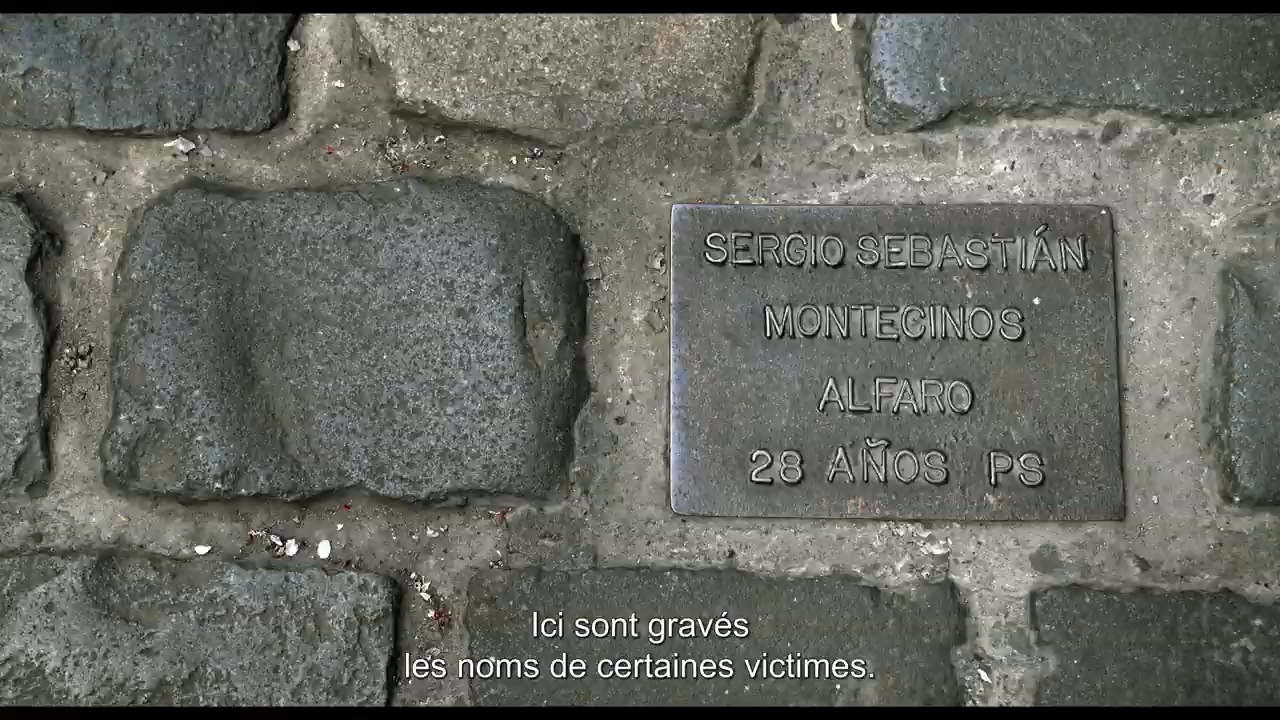 SERGIO SEBASTIÁN
MONTECINOS
ALFARO
28 AÑOS PS
Ici sont gravés
les noms de certaines victimes.